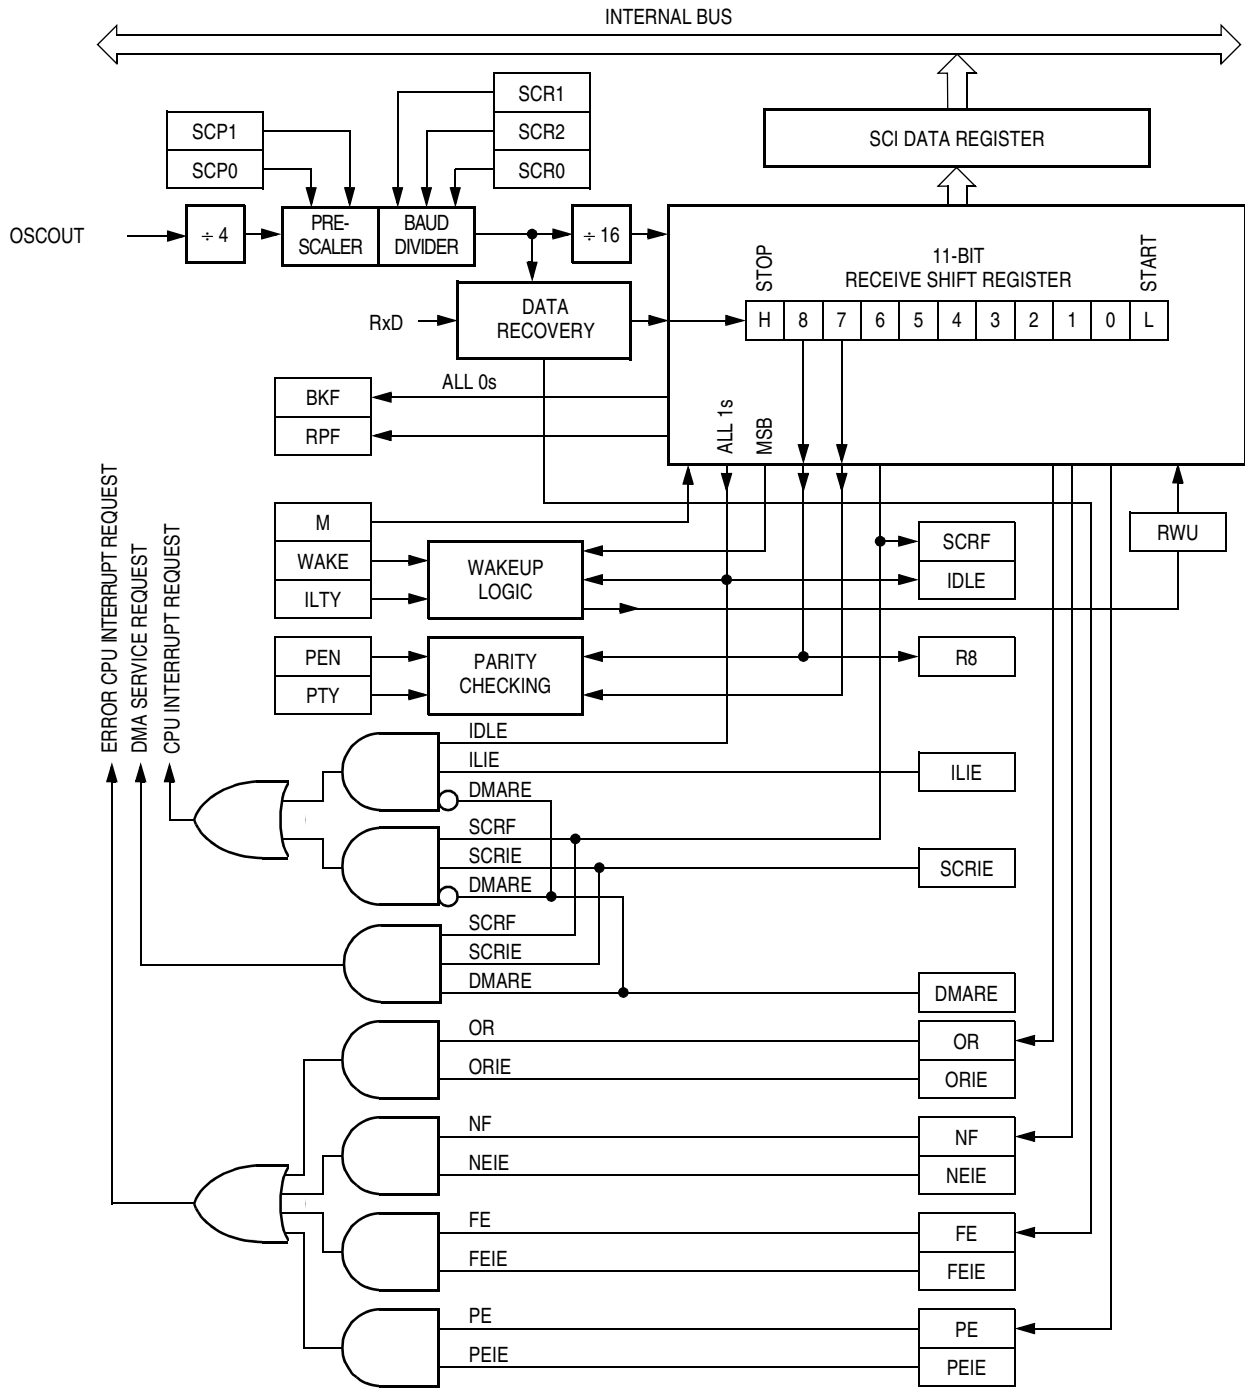 INTERNAL BUS
SCR1
SCP1
SCR2
SCI DATA REGISTER
SCP0
SCR0
OSCOUT
÷ 4
PRE-
SCALER
BAUD
DIVIDER
÷ 16
STOP
11-BIT
RECEIVE SHIFT REGISTER
START
RxD
DATA
RECOVERY
H 8 7 6 5 4 3 2 1 0 L
BKF
ALL 0s
RPF
ALL 1s
MSB
M
WAKE
ILTY
WAKEUP
LOGIC
SCRF
IDLE
RWU
PEN
PTY
PARITY
CHECKING
R8
ERROR CPU INTERRUPT REQUEST
DMA SERVICE REQUEST
CPU INTERRUPT REQUEST
IDLE
ILIE
ILIE
DMARE
SCRF
SCRIE
SCRIE
DMARE
SCRF
SCRIE
DMARE
DMARE
OR
OR
ORIE
ORIE
NF
NF
NEIE
NEIE
FE
FE
FEIE
FEIE
PE
PE
PEIE
PEIE